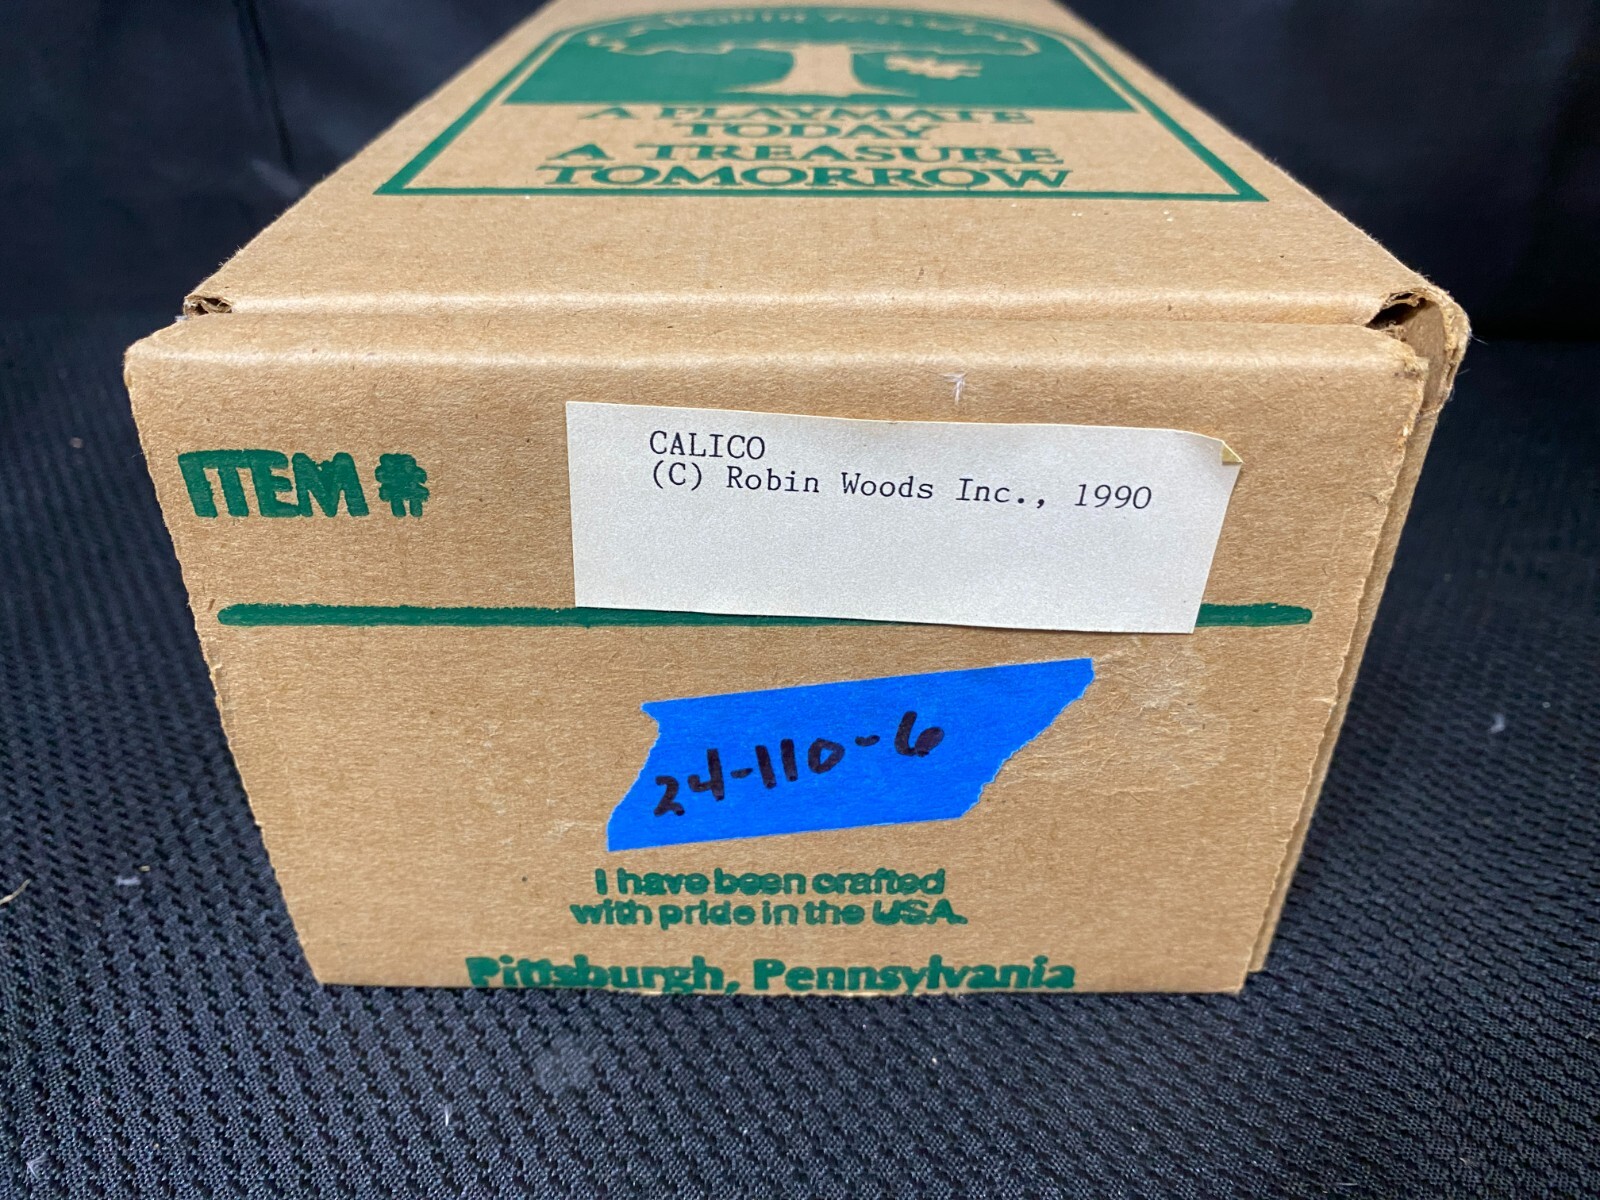 A PLAYMATE
TODAY
A TREASURE
TOMORROW
ITEM #
CALICO
(C) Robin Woods Inc., 1990
24-110-6
I have been crafted
with pride in the USA.
Pittsburgh, Pennsylvania